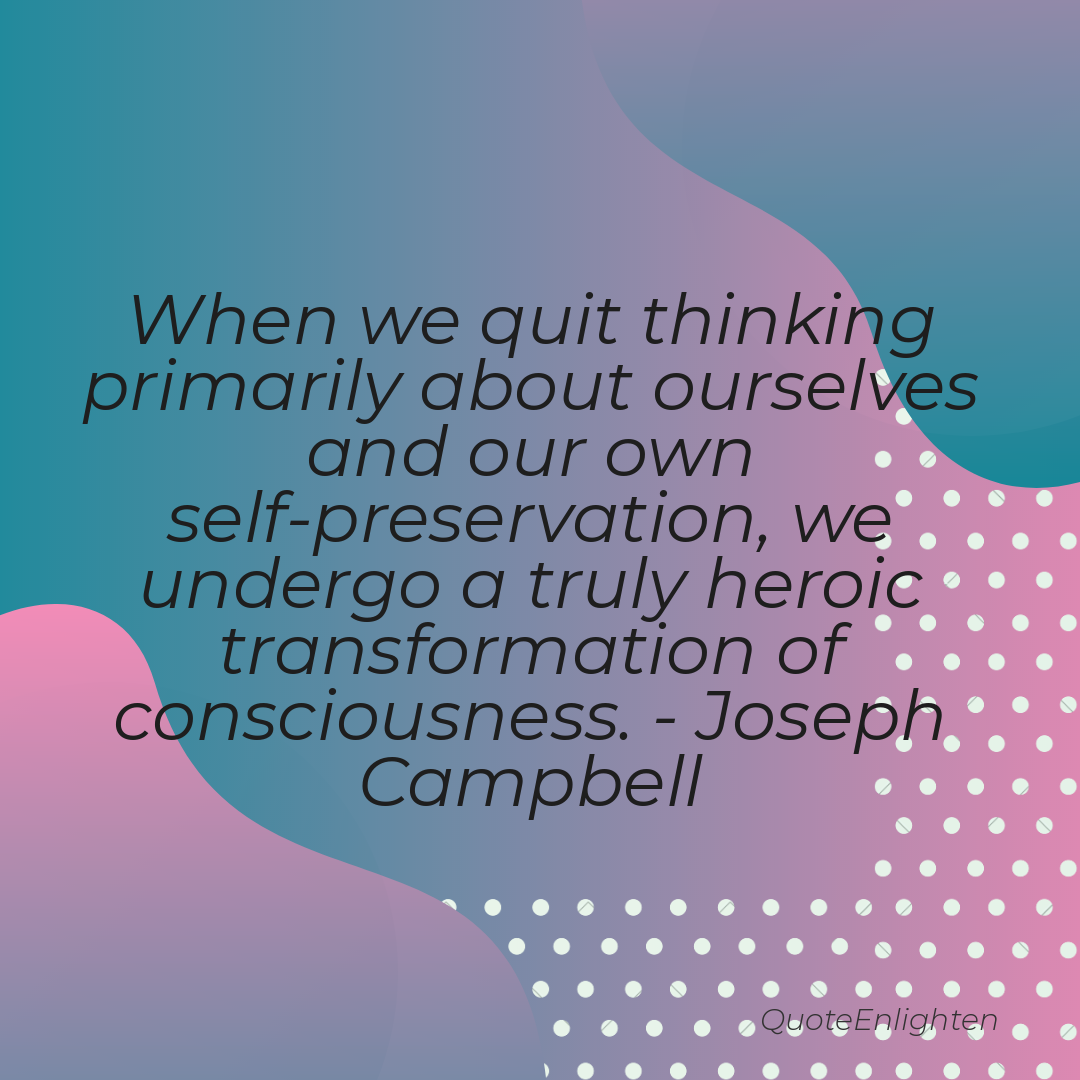 When we quit thinking
primarily about ourselves
and our own
self-preservation, we
undergo a truly heroic
transformation of
consciousness. - Joseph
Campbell
QuoteEnlighten